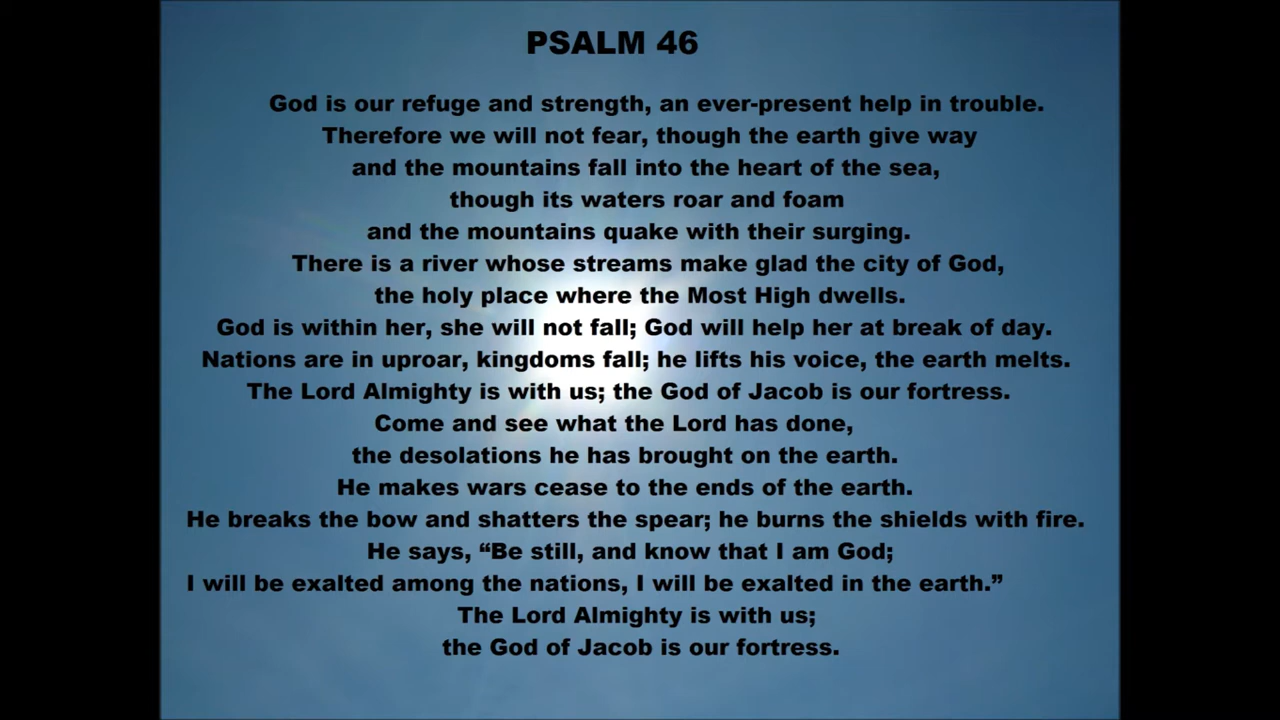 PSALM 46
God is our refuge and strength, an ever-present help in trouble.
Therefore we will not fear, though the earth give way
and the mountains fall into the heart of the sea,
though its waters roar and foam
and the mountains quake with their surging.
There is a river whose streams make glad the city of God,
the holy place where the Most High dwells.
God is within her, she will not fall; God will help her at break of day.
Nations are in uproar, kingdoms fall; he lifts his voice, the earth melts.
The Lord Almighty is with us; the God of Jacob is our fortress.
Come and see what the Lord has done,
the desolations he has brought on the earth.
He makes wars cease to the ends of the earth.
He breaks the bow and shatters the spear; he burns the shields with fire.
He says, “Be still, and know that I am God;
I will be exalted among the nations, I will be exalted in the earth.”
The Lord Almighty is with us;
the God of Jacob is our fortress.